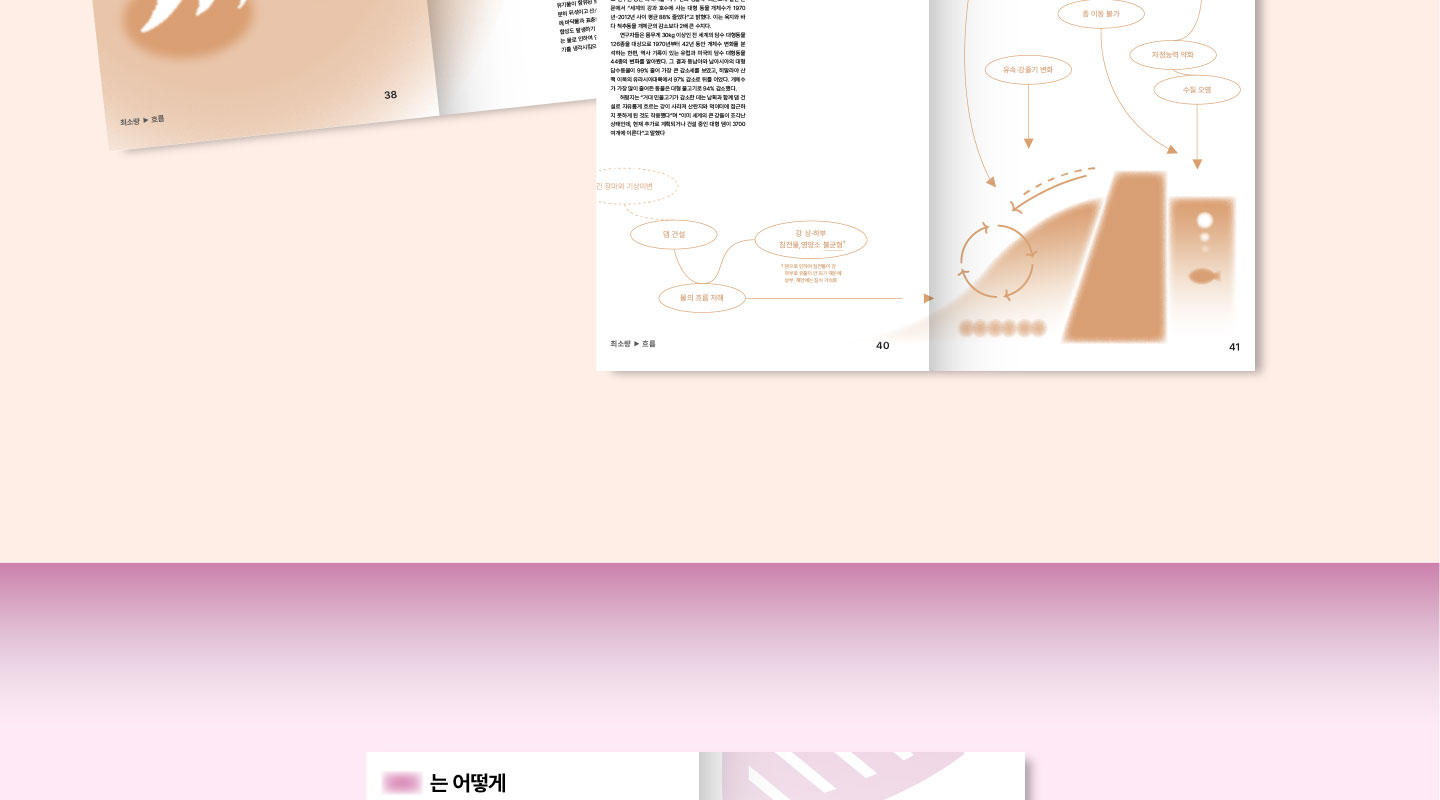 38
최소량 ▶ 흐름
문에서 “세계의 강과 호수에 사는 대형 동물 개체수가 1970
년-2012년 사이 평균 88% 줄었다”고 밝혔다. 이는 육지와 바
다 척추동물 개체군의 감소보다 2배 큰 수치다.
연구자들은 몸무게 30kg 이상인 전 세계의 담수 대형동물
126종을 대상으로 1970년부터 42년 동안 개체수 변화를 분
석하는 한편, 역사 기록이 있는 유럽과 미국의 담수 대형동물
44종의 변화를 알아봤다. 그 결과 동남아와 남아시아의 대형
담수동물이 99% 줄어 가장 큰 감소세를 보였고, 히말라야 산
맥 이북의 유라시아대륙에서 97% 감소로 뒤를 이었다. 개체수
가 가장 많이 줄어든 동물은 대형 물고기로 94% 감소했다.
허펑지는 “거대 민물고기가 감소한 데는 남획과 함께 댐 건
설로 자유롭게 흐르는 강이 사라져 산란지와 먹이터에 접근하
지 못하게 된 것도 작용했다”며 “이미 세계의 큰 강들이 조각난
상태인데, 현재 추가로 계획되거나 건설 중인 대형 댐이 3700
여개에 이른다”고 말했다
긴 장마와 기상이변
댐 건설
강 상·하부
침전물,영양소 불균형
물의 흐름 저해
최소량 ▶ 흐름
40
종 이동 불가
자정능력 약화
유속·강줄기 변화
수질 오염
41
는 어떻게